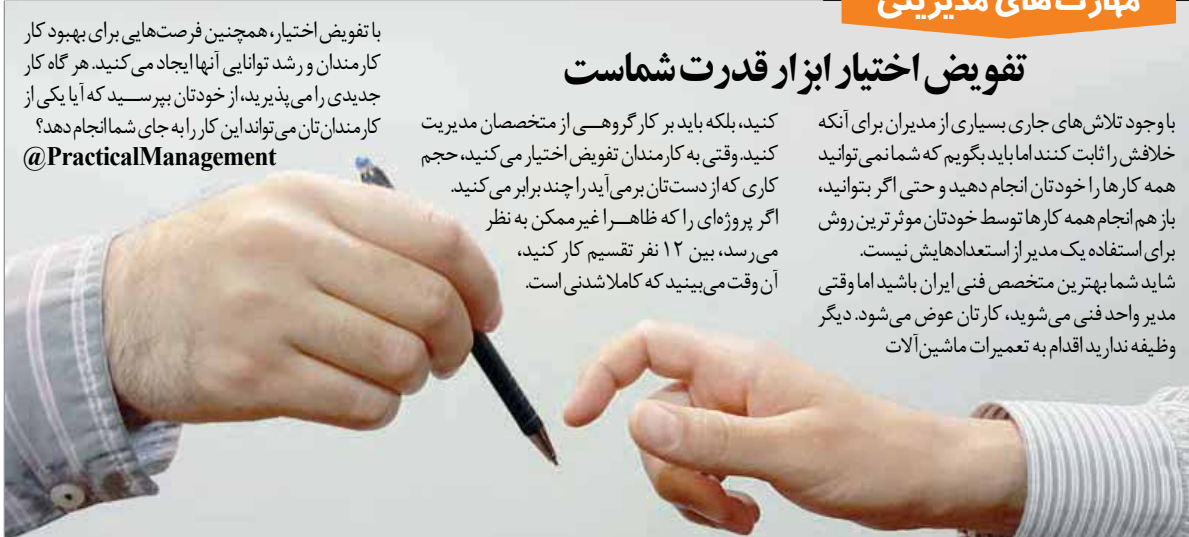 مهارت‌های مدیریتی
تفویض اختیار ابزار قدرت شماست
با وجود تلاش‌های جاری بسیاری از مدیران برای آنکه
خلافش را ثابت کنند اما باید بگویم که شما نمی‌توانید
همه کارها را خودتان انجام دهید و حتی اگر بتوانید،
باز هم انجام همه کارها توسط خودتان موثرترین روش
برای استفاده یک مدیر از استعدادهایش نیست.
شاید شما بهترین متخصص فنی ایران باشید اما وقتی
مدیر واحد فنی می‌شوید، کارتان عوض می‌شود. دیگر
وظیفه ندارید اقدام به تعمیرات ماشین‌آلات
کنید، بلکه باید بر کار گروهی از متخصصان مدیریت
کنید. وقتی به کارمندان تفویض اختیار می‌کنید، حجم
کاری که از دست‌تان برمی‌آید را چند برابر می‌کنید.
اگر پروژه‌ای را که ظاهرا غیرممکن به نظر
می‌رسد، بین ۱۲ نفر تقسیم کار کنید،
آن وقت می‌بینید که کاملا شدنی است.
با تفویض اختیار، همچنین فرصت‌هایی برای بهبود کار
کارمندان و رشد توانایی آنها ایجاد می‌کنید. هر گاه کار
جدیدی را می‌پذیرید، از خودتان بپرسید که آیا یکی از
کارمندان‌تان می‌تواند این کار را به جای شما انجام دهد؟
@PracticalManagement